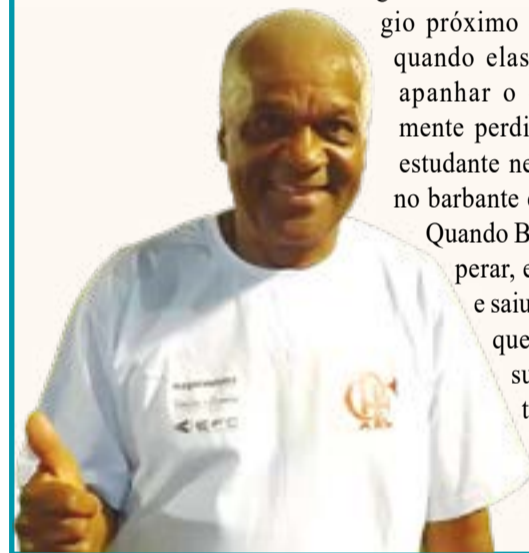 gio próximo
quando elas
apanhar o
mente perdi
estudante ne
no barbante
Quando B
perar, e
e saiu
que
su
t